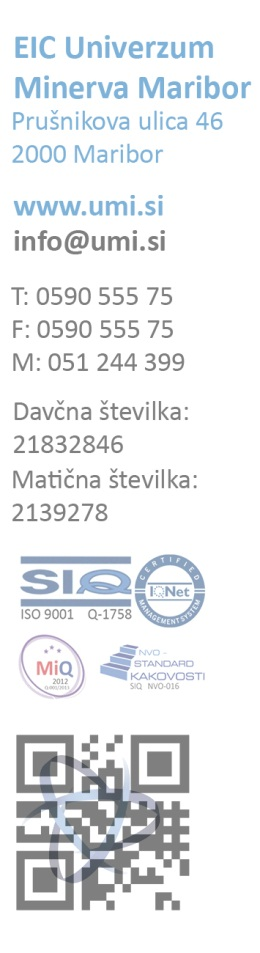 EIC Univerzum
Minerva Maribor
Prušnikova ulica 46
2000 Maribor
www.umi.si
info@umi.si
T: 0590 555 75
F: 0590 555 75
M: 051 244 399
Davčna številka:
21832846
Matična številka:
2139278
SIQ
ISO 9001 Q-1758
CERTIFIED
IQNet
MANAGEMENT SYSTEM
MiQ
2012
NVO -
STANDARD
KAKOVOSTI
SIQ NVO-016